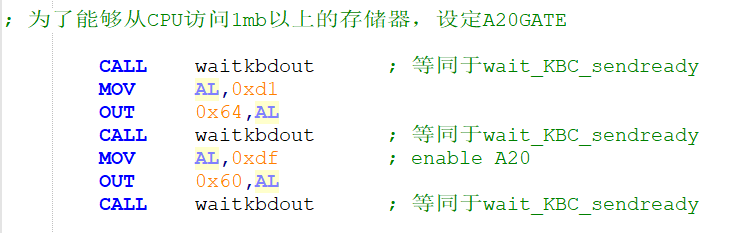 ; 为了能够从CPU访问1mb以上的存储器，设定A20GATE
CALL waitkbdout ; 等同于wait_KBC_sendready
MOV AL,0xd1
OUT 0x64,AL
CALL waitkbdout ; 等同于wait_KBC_sendready
MOV AL,0xdf ; enable A20
OUT 0x60,AL
CALL waitkbdout ; 等同于wait_KBC_sendready